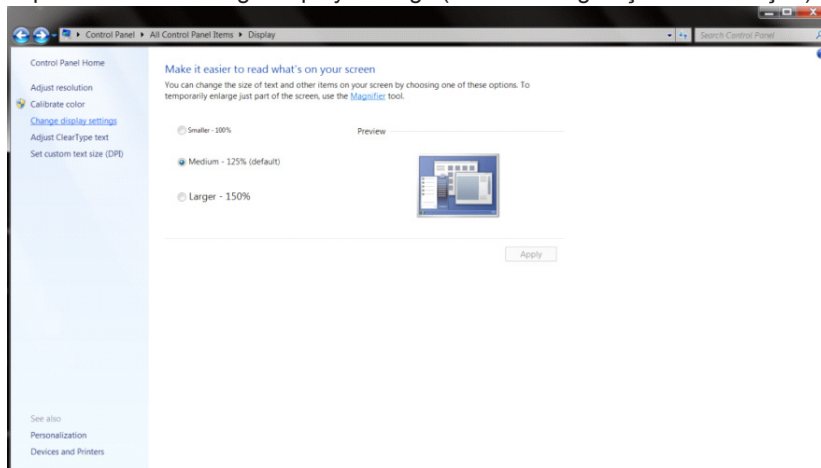 Control Panel ▸ All Control Panel Items ▸ Display
Search Control Panel
Control Panel Home
Adjust resolution
Calibrate color
Change display settings
Adjust ClearType text
Set custom text size (DPI)
See also
Personalization
Devices and Printers
Make it easier to read what's on your screen
You can change the size of text and other items on your screen by choosing one of these options. To
temporarily enlarge just part of the screen, use the Magnifier tool.
Smaller - 100%
Preview
Medium - 125% (default)
Larger - 150%
Apply